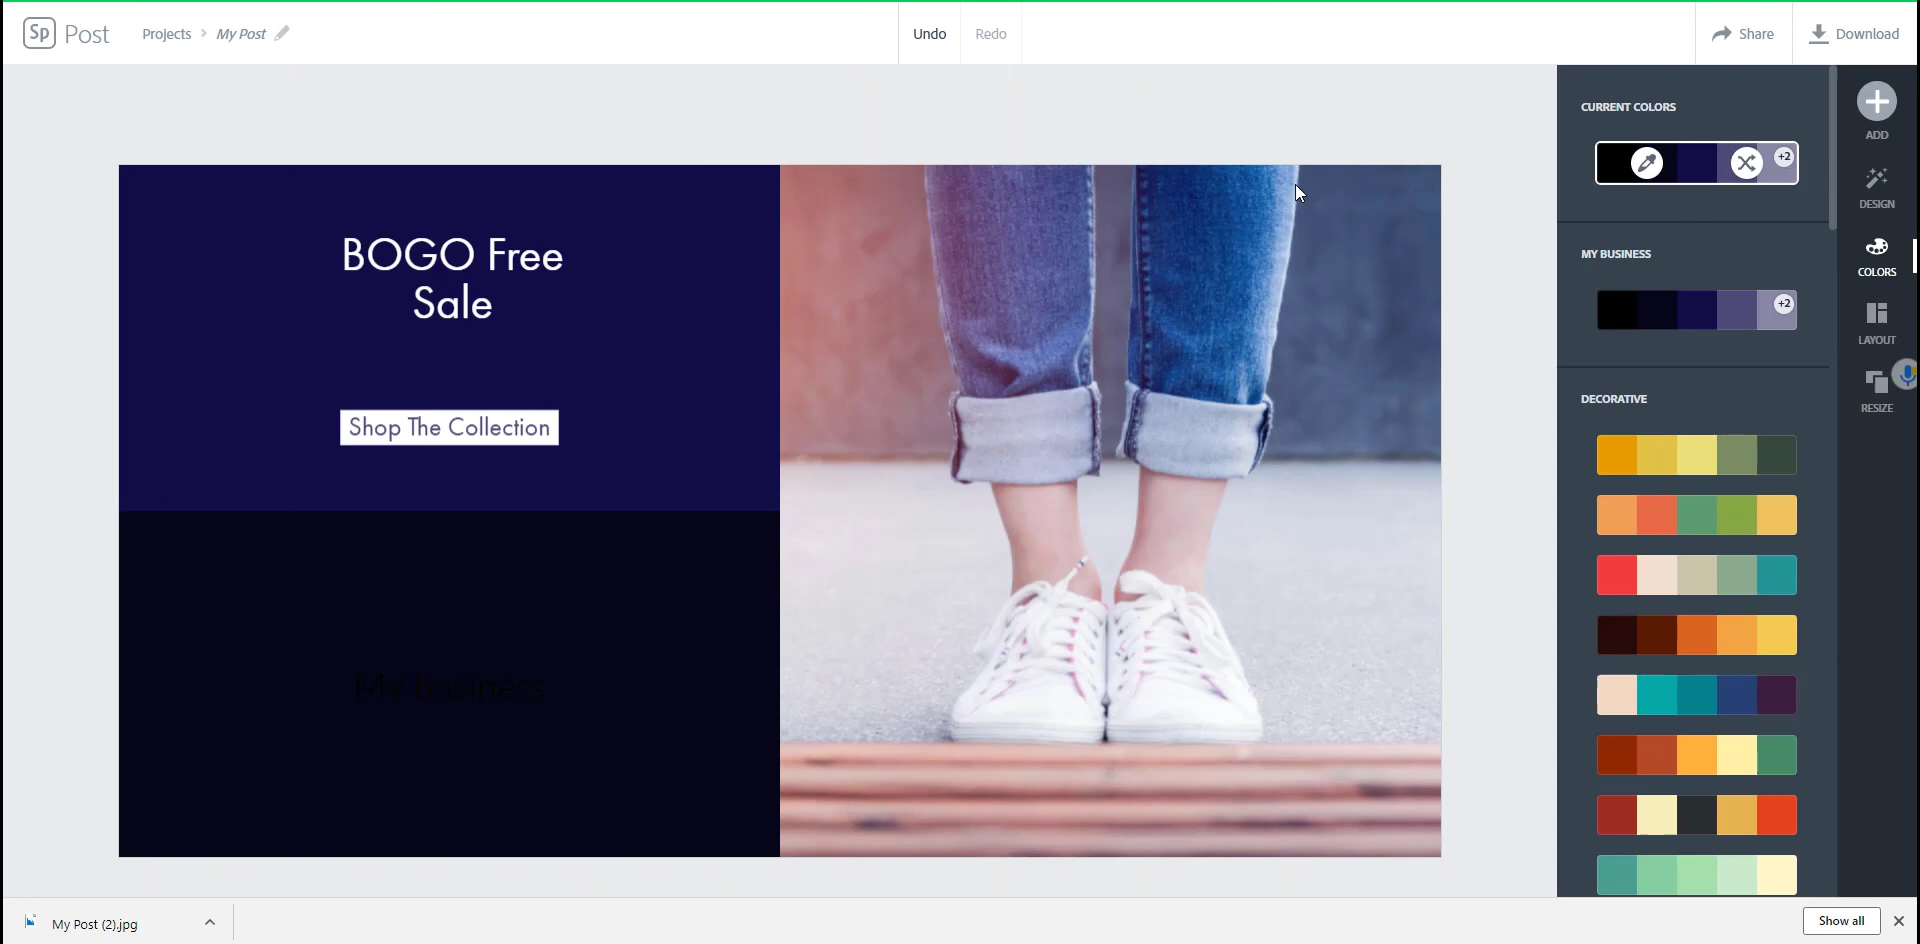 Sp Post
Projects > My Post
Undo
Redo
Share
Download
CURRENT COLORS
+2
MY BUSINESS
+2
DECORATIVE
ADD
DESIGN
COLORS
LAYOUT
RESIZE
BOGO Free
Sale
Shop The Collection
My business
My Post (2).jpg
Show all